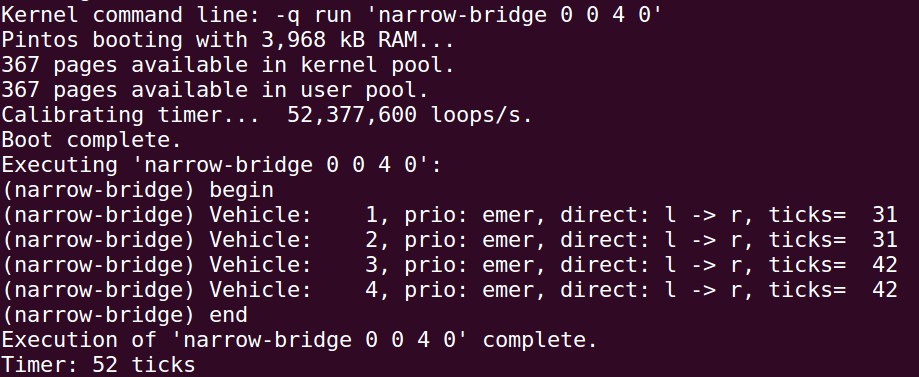 Kernel command line: -q run 'narrow-bridge 0 0 4 0'
Pintos booting with 3,968 kB RAM...
367 pages available in kernel pool.
367 pages available in user pool.
Calibrating timer...  52,377,600 loops/s.
Boot complete.
Executing 'narrow-bridge 0 0 4 0':
(narrow-bridge) begin
(narrow-bridge) Vehicle:    1, prio: emer, direct: l -> r, ticks=  31
(narrow-bridge) Vehicle:    2, prio: emer, direct: l -> r, ticks=  31
(narrow-bridge) Vehicle:    3, prio: emer, direct: l -> r, ticks=  42
(narrow-bridge) Vehicle:    4, prio: emer, direct: l -> r, ticks=  42
(narrow-bridge) end
Execution of 'narrow-bridge 0 0 4 0' complete.
Timer: 52 ticks